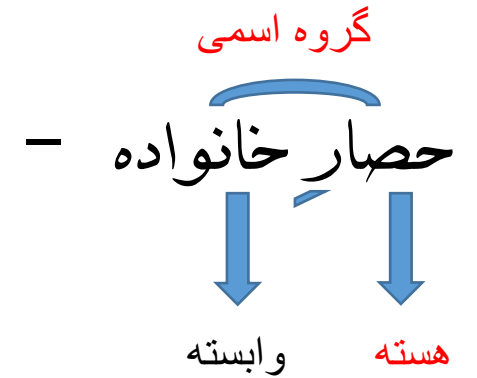 گروه اسمی
حصارِ خانواده –
هسته وابسته